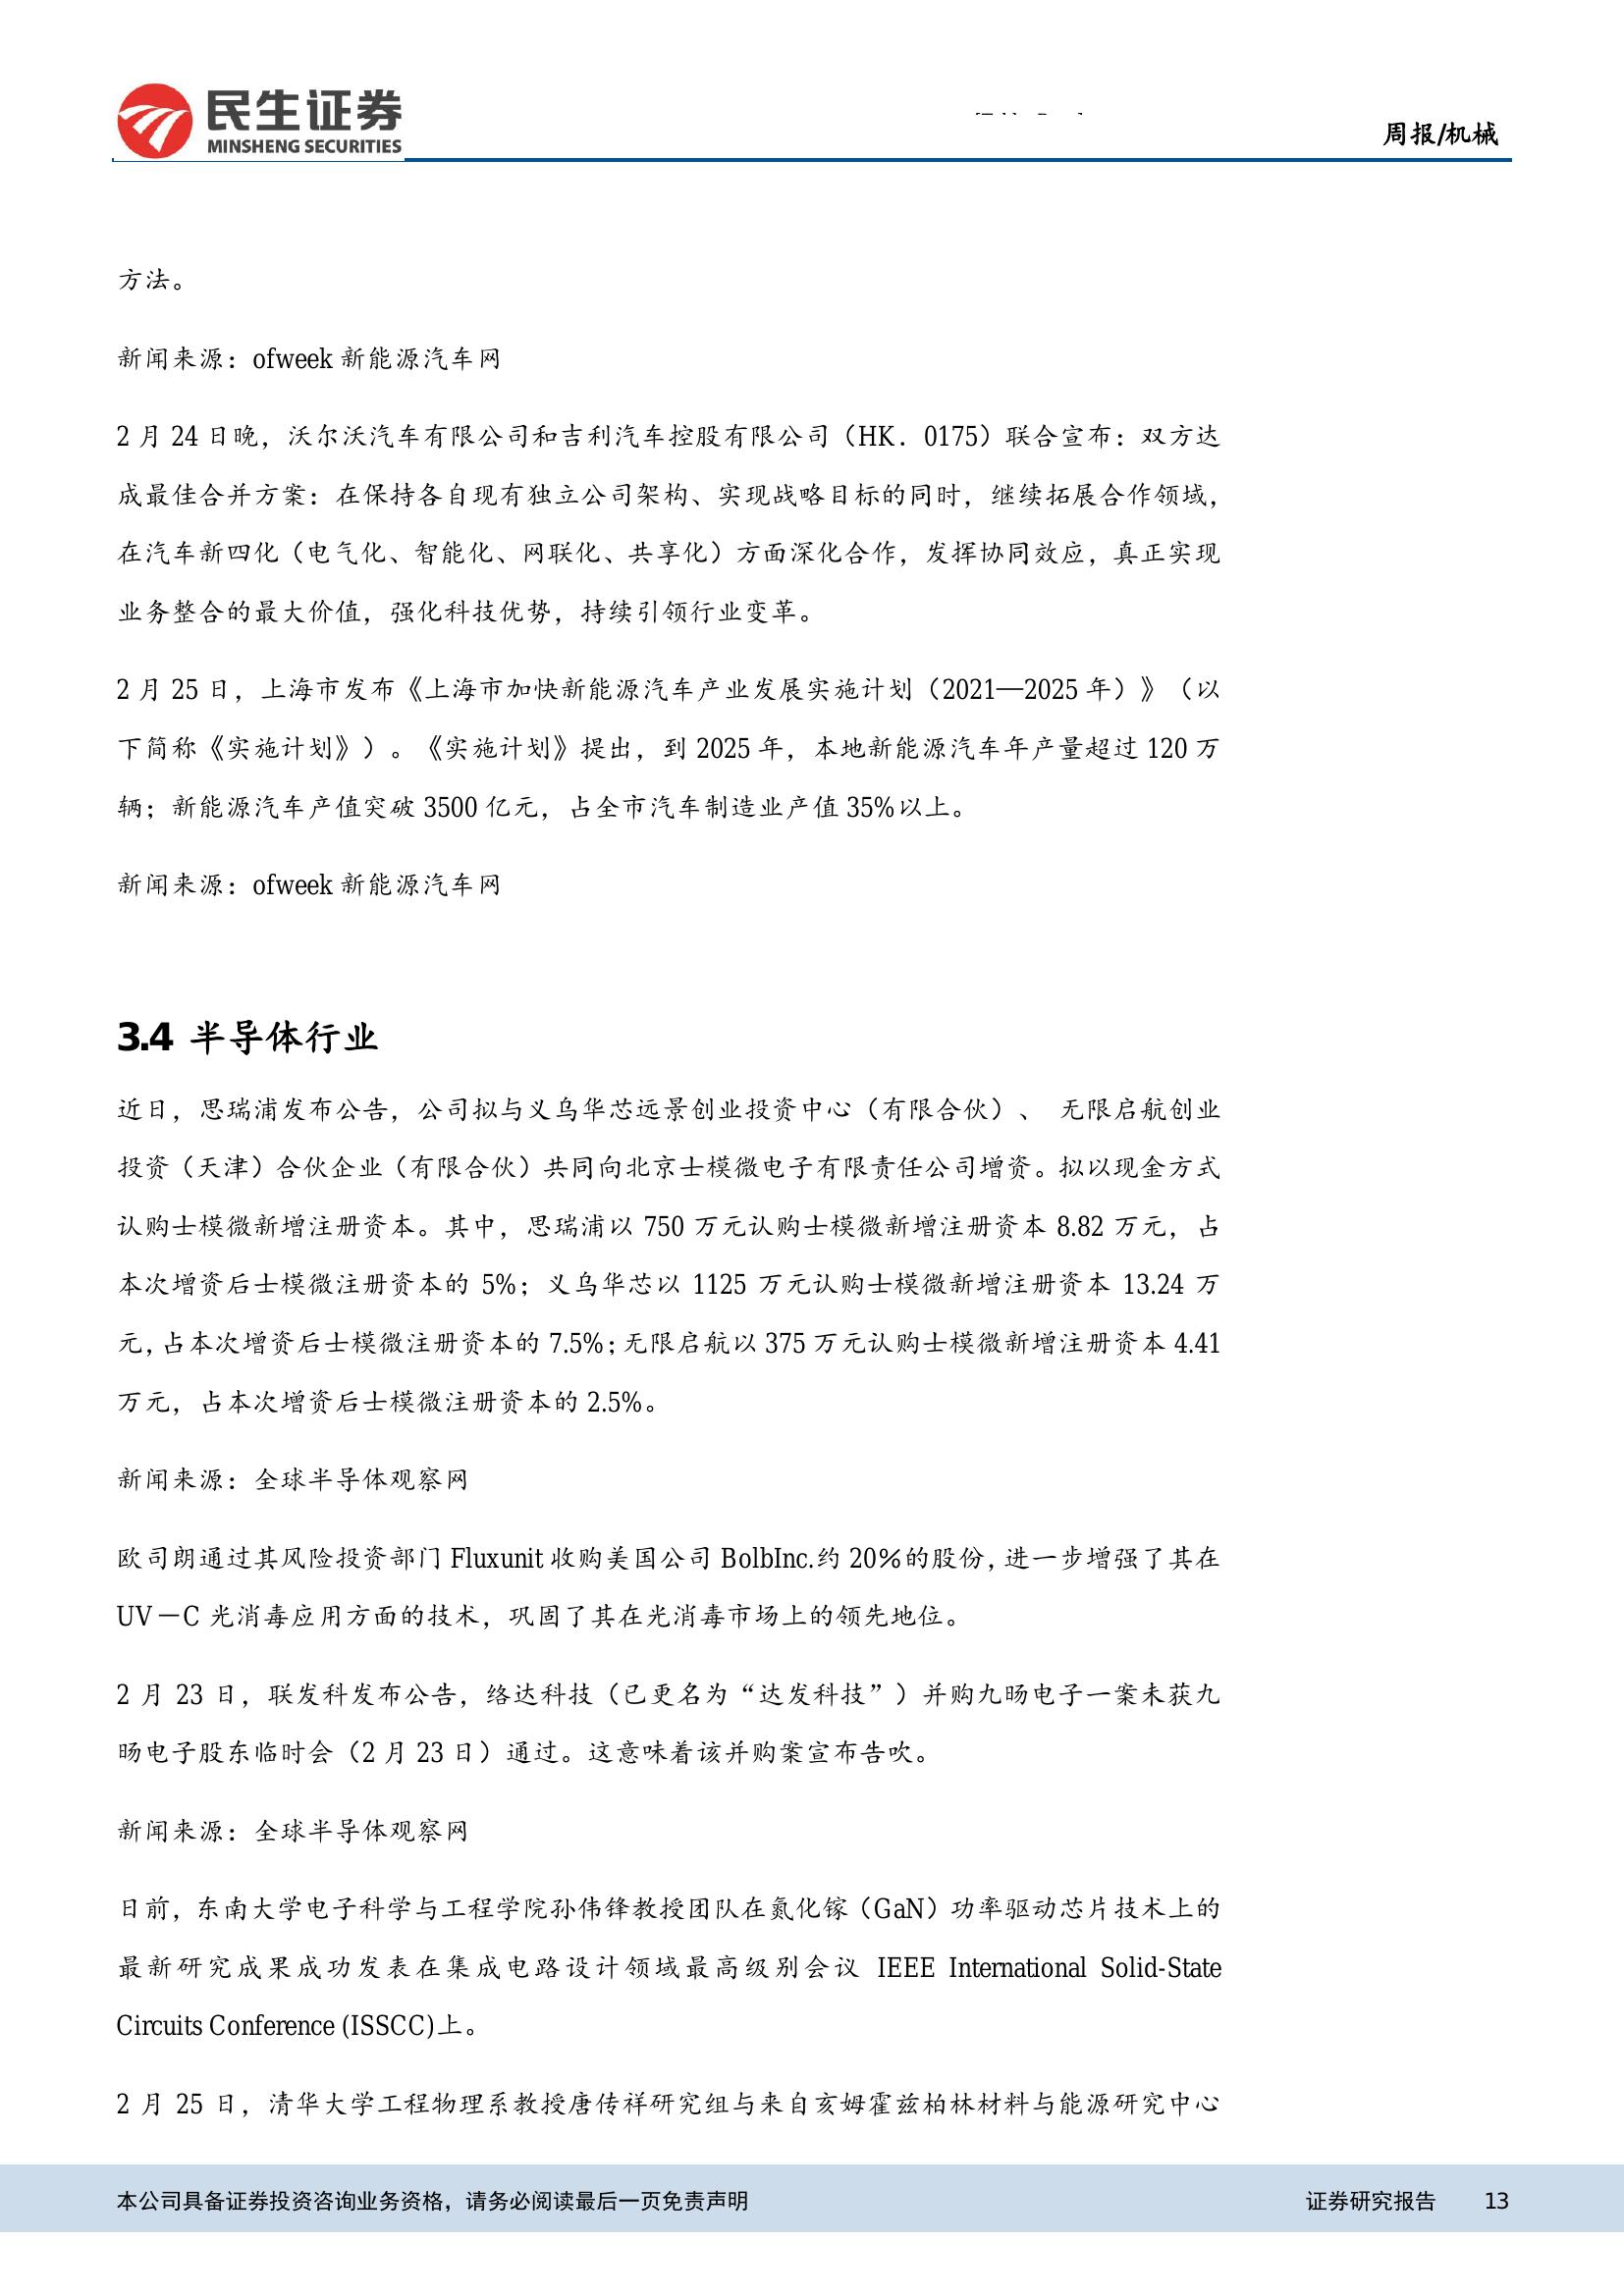 民生证券
MINSHENG SECURITIES
周报/机械
方法。
新闻来源：ofweek 新能源汽车网
2 月 24 日晚，沃尔沃汽车有限公司和吉利汽车控股有限公司（HK．0175）联合宣布：双方达
成最佳合并方案：在保持各自现有独立公司架构、实现战略目标的同时，继续拓展合作领域，
在汽车新四化（电气化、智能化、网联化、共享化）方面深化合作，发挥协同效应，真正实现
业务整合的最大价值，强化科技优势，持续引领行业变革。
2 月 25 日，上海市发布《上海市加快新能源汽车产业发展实施计划（2021—2025 年）》（以
下简称《实施计划》）。《实施计划》提出，到 2025 年，本地新能源汽车年产量超过 120 万
辆；新能源汽车产值突破 3500 亿元，占全市汽车制造业产值 35%以上。
新闻来源：ofweek 新能源汽车网
3.4 半导体行业
近日，思瑞浦发布公告，公司拟与义乌华芯远景创业投资中心（有限合伙）、 无限启航创业
投资（天津）合伙企业（有限合伙）共同向北京士模微电子有限责任公司增资。拟以现金方式
认购士模微新增注册资本。其中，思瑞浦以 750 万元认购士模微新增注册资本 8.82 万元，占
本次增资后士模微注册资本的 5%；义乌华芯以 1125 万元认购士模微新增注册资本 13.24 万
元，占本次增资后士模微注册资本的 7.5%；无限启航以 375 万元认购士模微新增注册资本 4.41
万元，占本次增资后士模微注册资本的 2.5%。
新闻来源：全球半导体观察网
欧司朗通过其风险投资部门 Fluxunit 收购美国公司 BolbInc.约 20％的股份，进一步增强了其在
UV－C 光消毒应用方面的技术，巩固了其在光消毒市场上的领先地位。
2 月 23 日，联发科发布公告，络达科技（已更名为“达发科技”）并购九旸电子一案未获九
旸电子股东临时会（2 月 23 日）通过。这意味着该并购案宣布告吹。
新闻来源：全球半导体观察网
日前，东南大学电子科学与工程学院孙伟锋教授团队在氮化镓（GaN）功率驱动芯片技术上的
最新研究成果成功发表在集成电路设计领域最高级别会议 IEEE International Solid-State
Circuits Conference (ISSCC)上。
2 月 25 日，清华大学工程物理系教授唐传祥研究组与来自亥姆霍兹柏林材料与能源研究中心
本公司具备证券投资咨询业务资格，请务必阅读最后一页免责声明
证券研究报告 13